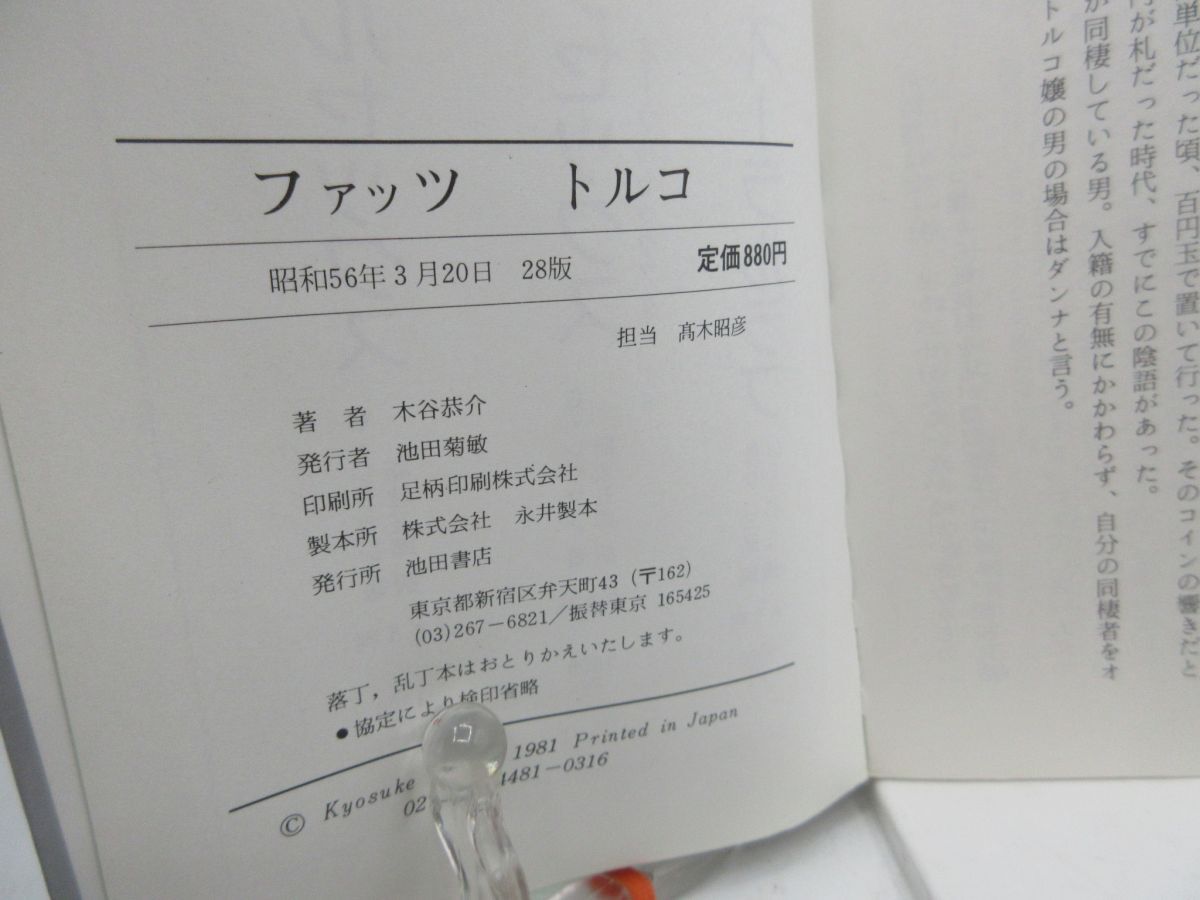 ファッツ トルコ
昭和56年3月20日 28版 定価880円
担当 髙木昭彦
著者 木谷恭介
発行者 池田菊敏
印刷所 足柄印刷株式会社
製本所 株式会社 永井製本
発行所 池田書店
東京都新宿区弁天町43（〒162）
(03)267-6821／振替東京 165425
落丁，乱丁本はおとりかえいたします。
●協定により検印省略
© Kyosuke 1981 Printed in Japan
02 4481-0316
単位だった頃、百円玉で置いて行った。そのコインの響きだと
円が札だった時代、すでにこの陰語があった。
が同棲している男。入籍の有無にかかわらず、自分の同棲者をォ
トルコ嬢の男の場合はダンナと言う。